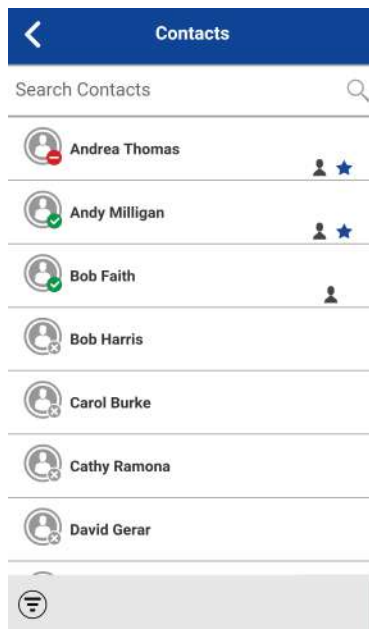 Contacts
Search Contacts
Andrea Thomas
Andy Milligan
Bob Faith
Bob Harris
Carol Burke
Cathy Ramona
David Gerar